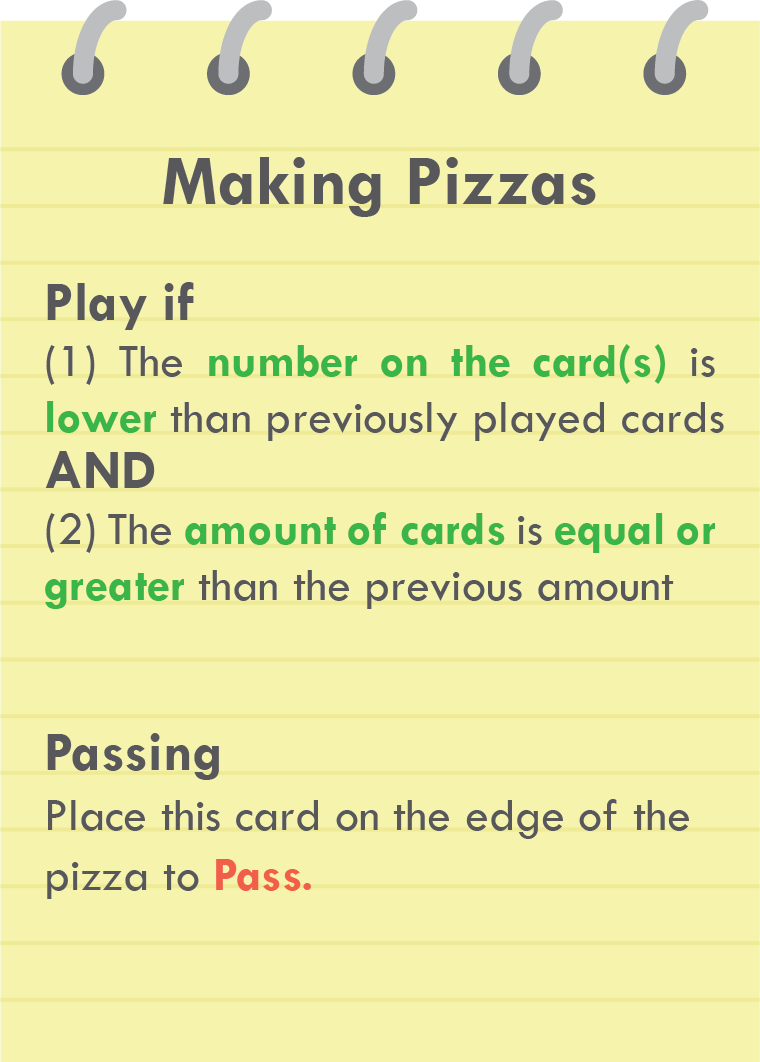 Making Pizzas
Play if
(1) The number on the card(s) is
lower than previously played cards
AND
(2) The amount of cards is equal or
greater than the previous amount
Passing
Place this card on the edge of the
pizza to Pass.